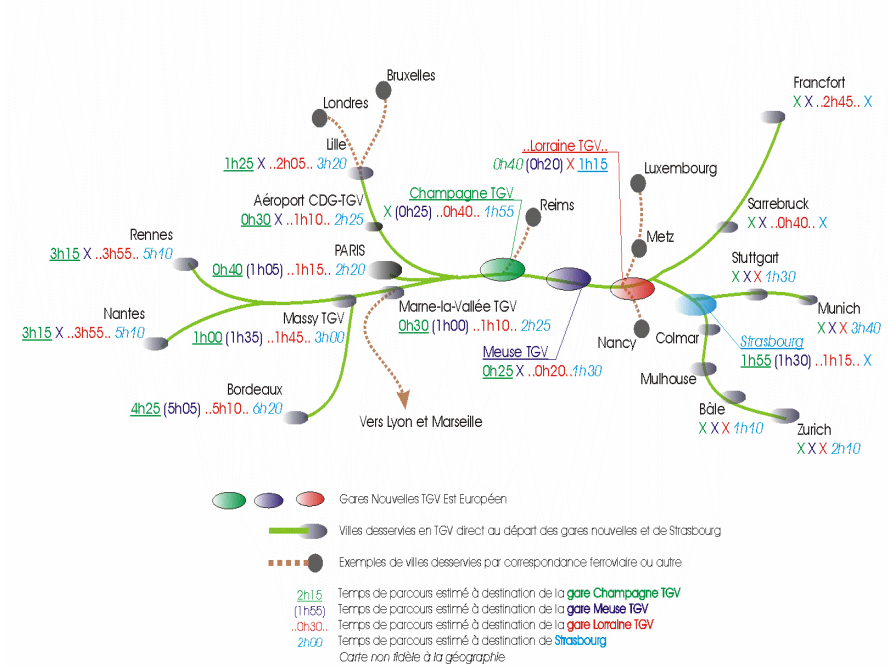 Bruxelles
Londres
Lille
1h25 X ..2h05.. 3h20
Aéroport CDG-TGV
0h30 X ..1h10.. 2h25
PARIS
0h40 (1h05) ..1h15.. 2h20
Rennes
3h15 X ..3h55.. 5h10
Nantes
3h15 X ..3h55.. 5h10
Massy TGV
1h00 (1h35) ..1h45.. 3h00
Bordeaux
4h25 (5h05) ..5h10.. 6h20
Marne-la-Vallée TGV
0h30 (1h00) ..1h10.. 2h25
Vers Lyon et Marseille
Champagne TGV
X (0h25) ..0h40.. 1h55
Reims
Meuse TGV
0h25 X ..0h20.. 1h30
..Lorraine TGV..
0h40 (0h20) X 1h15
Luxembourg
Metz
Nancy
Francfort
X X ..2h45.. X
Sarrebruck
X X ..0h40.. X
Stuttgart
X X X 1h30
Munich
X X X 3h40
Strasbourg
1h55 (1h30) ..1h15.. X
Colmar
Mulhouse
Bâle
X X X 1h10
Zurich
X X X 2h10
Gares Nouvelles TGV Est Européen
Villes desservies en TGV direct au départ des gares nouvelles et de Strasbourg
Exemples de villes desservies par correspondance ferroviaire ou autre
2h15 Temps de parcours estimé à destination de la gare Champagne TGV
(1h55) Temps de parcours estimé à destination de la gare Meuse TGV
..0h30.. Temps de parcours estimé à destination de la gare Lorraine TGV
2h00 Temps de parcours estimé à destination de Strasbourg
Carte non fidèle à la géographie